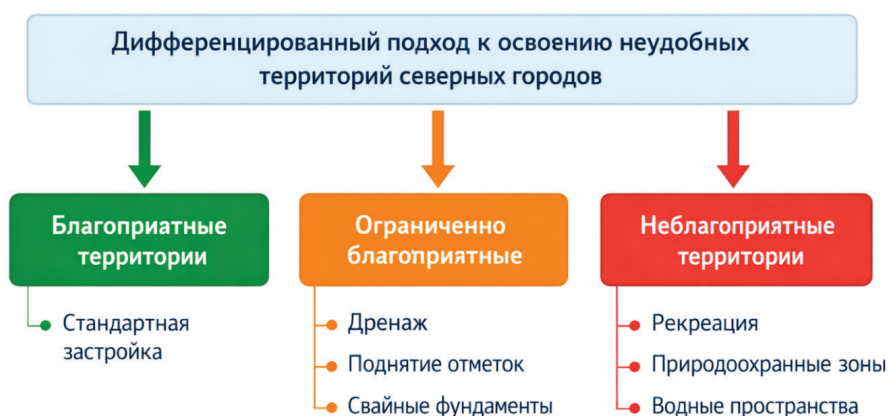 Дифференцированный подход к освоению неудобных
территорий северных городов
Благоприатные
территории
Стандартная
застройка
Ограниченно
благоприятные
Дренаж
Поднятие отметок
Свайные фундаменты
Неблагоприятные
территории
Рекреация
Природоохранные зоны
Водные пространства